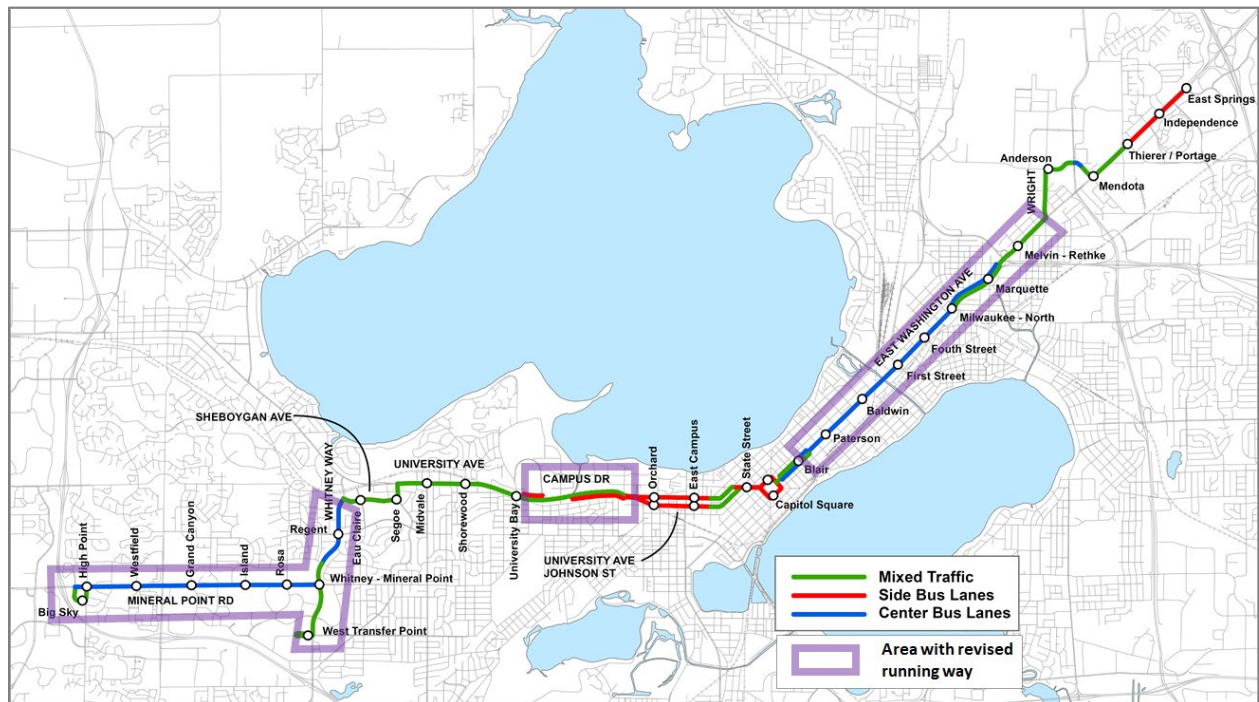 East Springs
Independence
Thierer / Portage
Anderson
Mendota
WRIGHT
Melvin - Rethke
Marquette
EAST WASHINGTON AVE
Milwaukee - North
Fouth Street
First Street
Baldwin
Paterson
Blair
State Street
Capitol Square
East Campus
Orchard
CAMPUS DR
UNIVERSITY AVE
JOHNSON ST
University Bay
SHEBOYGAN AVE
UNIVERSITY AVE
Shorewood
Midvale
Segoe
Eau Claire
WHITNEY WAY
Regent
Whitney - Mineral Point
Rosa
Island
Grand Canyon
Westfield
High Point
Big Sky
MINERAL POINT RD
West Transfer Point
Mixed Traffic
Side Bus Lanes
Center Bus Lanes
Area with revised
running way